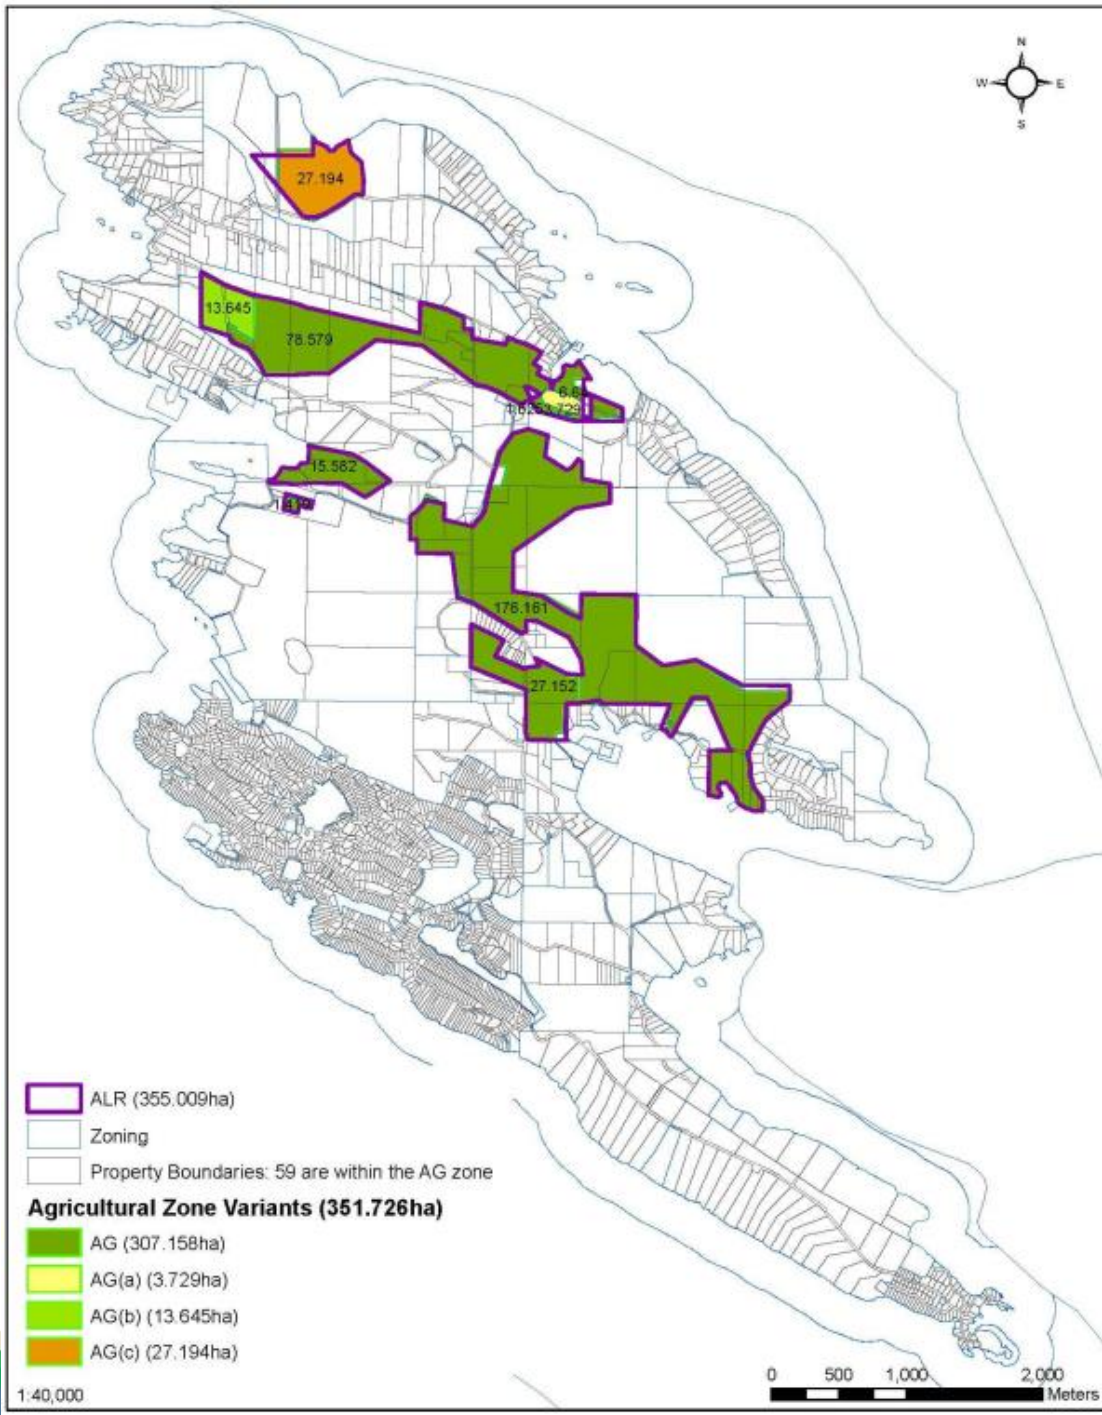 N
W E
S
27.194
13.645
78.579
3.729
15.582
176.161
27.152
ALR (355.009ha)
Zoning
Property Boundaries: 59 are within the AG zone
Agricultural Zone Variants (351.726ha)
AG (307.158ha)
AG(a) (3.729ha)
AG(b) (13.645ha)
AG(c) (27.194ha)
0 500 1,000 2,000
Meters
1:40,000